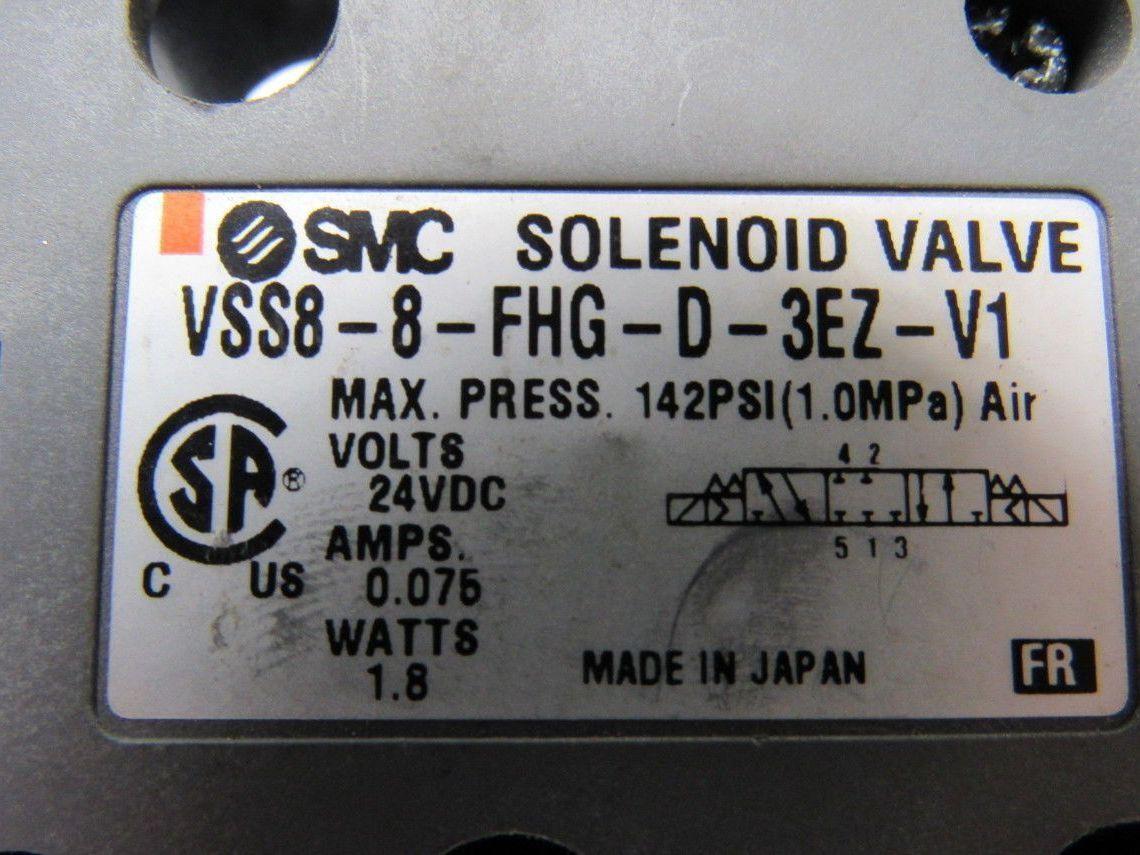 SMC SOLENOID VALVE
VSS8-8-FHG-D-3EZ-V1
MAX. PRESS. 142PSI(1.0MPa) Air
SA ®
C US
VOLTS
24VDC
AMPS.
0.075
WATTS
1.8
4 2
5 1 3
MADE IN JAPAN
FR